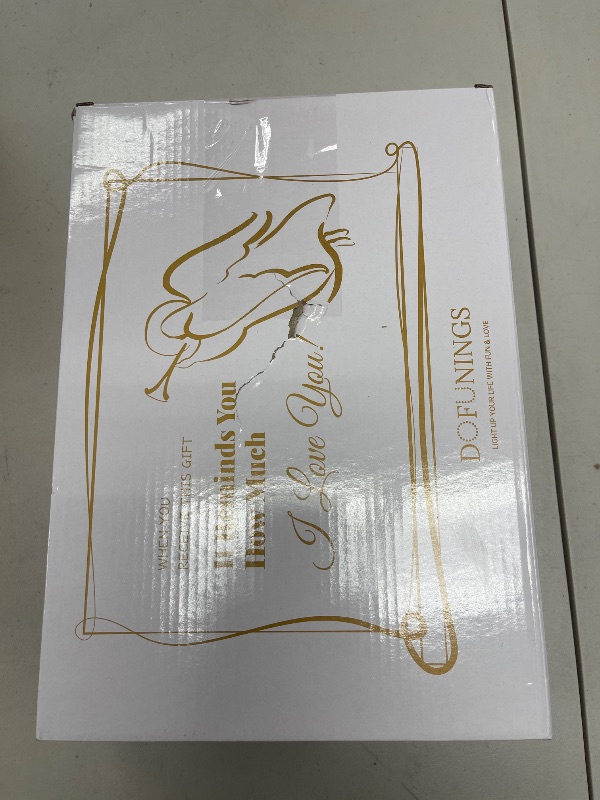 WHEN YOU
RECEIVE THIS GIFT
It Reminds You
How Much
I Love You!
DOFUNINGS
LIGHT UP YOUR LIFE WITH FUN & LOVE